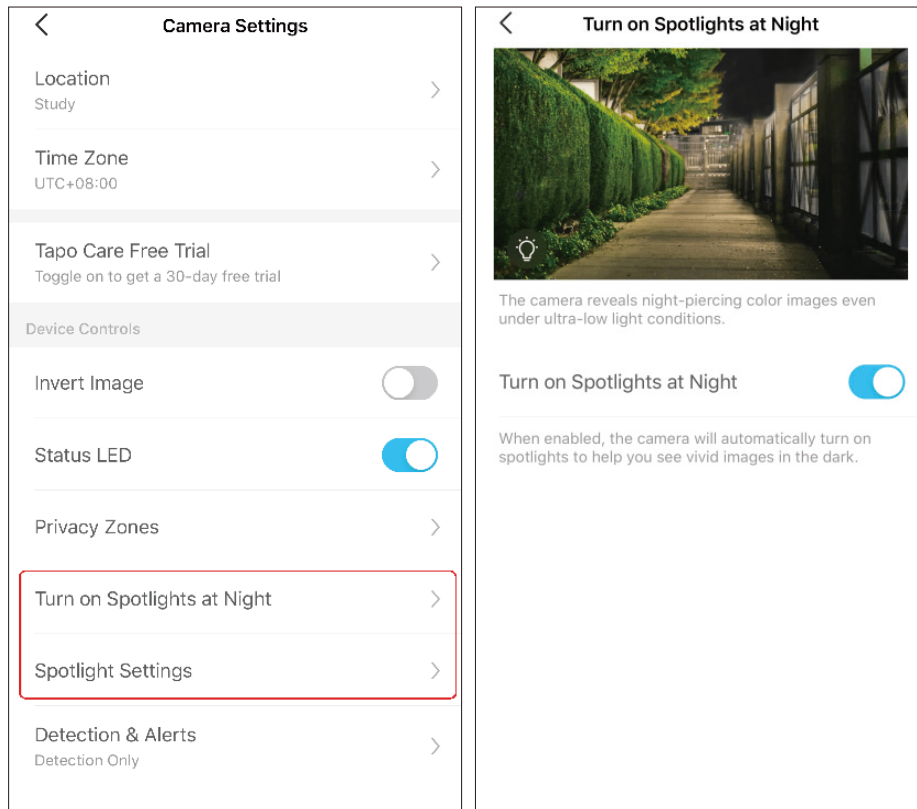 Camera Settings
Location
Study
Time Zone
UTC+08:00
Tapo Care Free Trial
Toggle on to get a 30-day free trial
Device Controls
Invert Image
Status LED
Privacy Zones
Turn on Spotlights at Night
Spotlight Settings
Detection & Alerts
Detection Only
Turn on Spotlights at Night
The camera reveals night-piercing color images even
under ultra-low light conditions.
Turn on Spotlights at Night
When enabled, the camera will automatically turn on
spotlights to help you see vivid images in the dark.